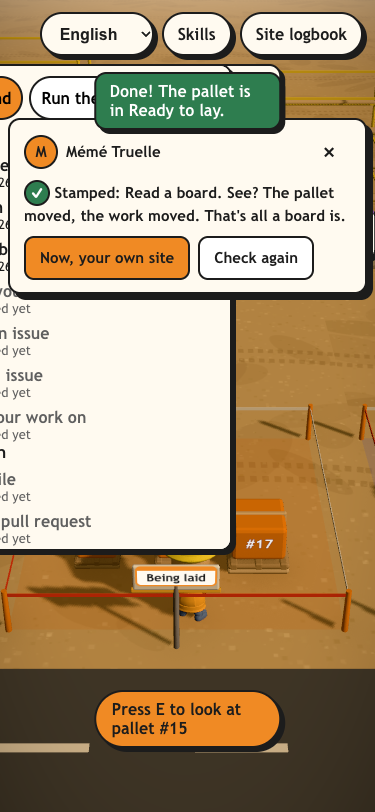 English
Skills
Site logbook
Done! The pallet is
in Ready to lay.
Run the
M
Mémé Truelle
×
Stamped: Read a board. See? The pallet
moved, the work moved. That's all a board is.
Now, your own site
Check again
ed yet
n issue
ed yet
issue
ed yet
our work on
ed yet
ile
ed yet
pull request
ed yet
#17
Being laid
Press E to look at
pallet #15